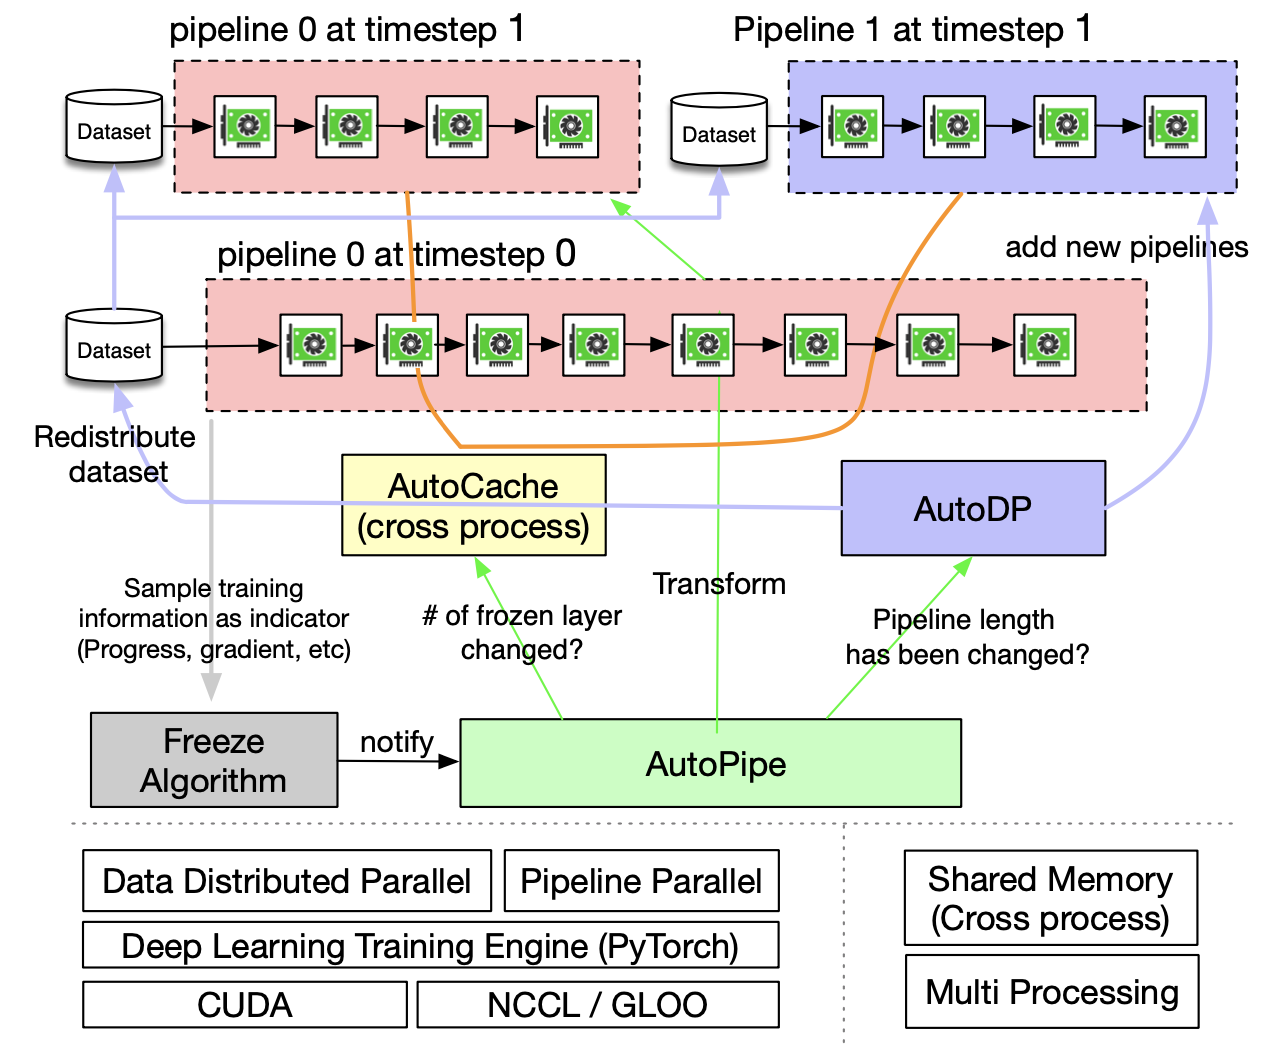 pipeline 0 at timestep 1
Pipeline 1 at timestep 1
Dataset
Dataset
pipeline 0 at timestep 0
add new pipelines
Dataset
Redistribute
dataset
AutoCache
(cross process)
AutoDP
Sample training
information as indicator
(Progress, gradient, etc)
# of frozen layer
changed?
Transform
Pipeline length
has been changed?
Freeze
Algorithm
notify
AutoPipe
Data Distributed Parallel
Pipeline Parallel
Deep Learning Training Engine (PyTorch)
CUDA
NCCL / GLOO
Shared Memory
(Cross process)
Multi Processing